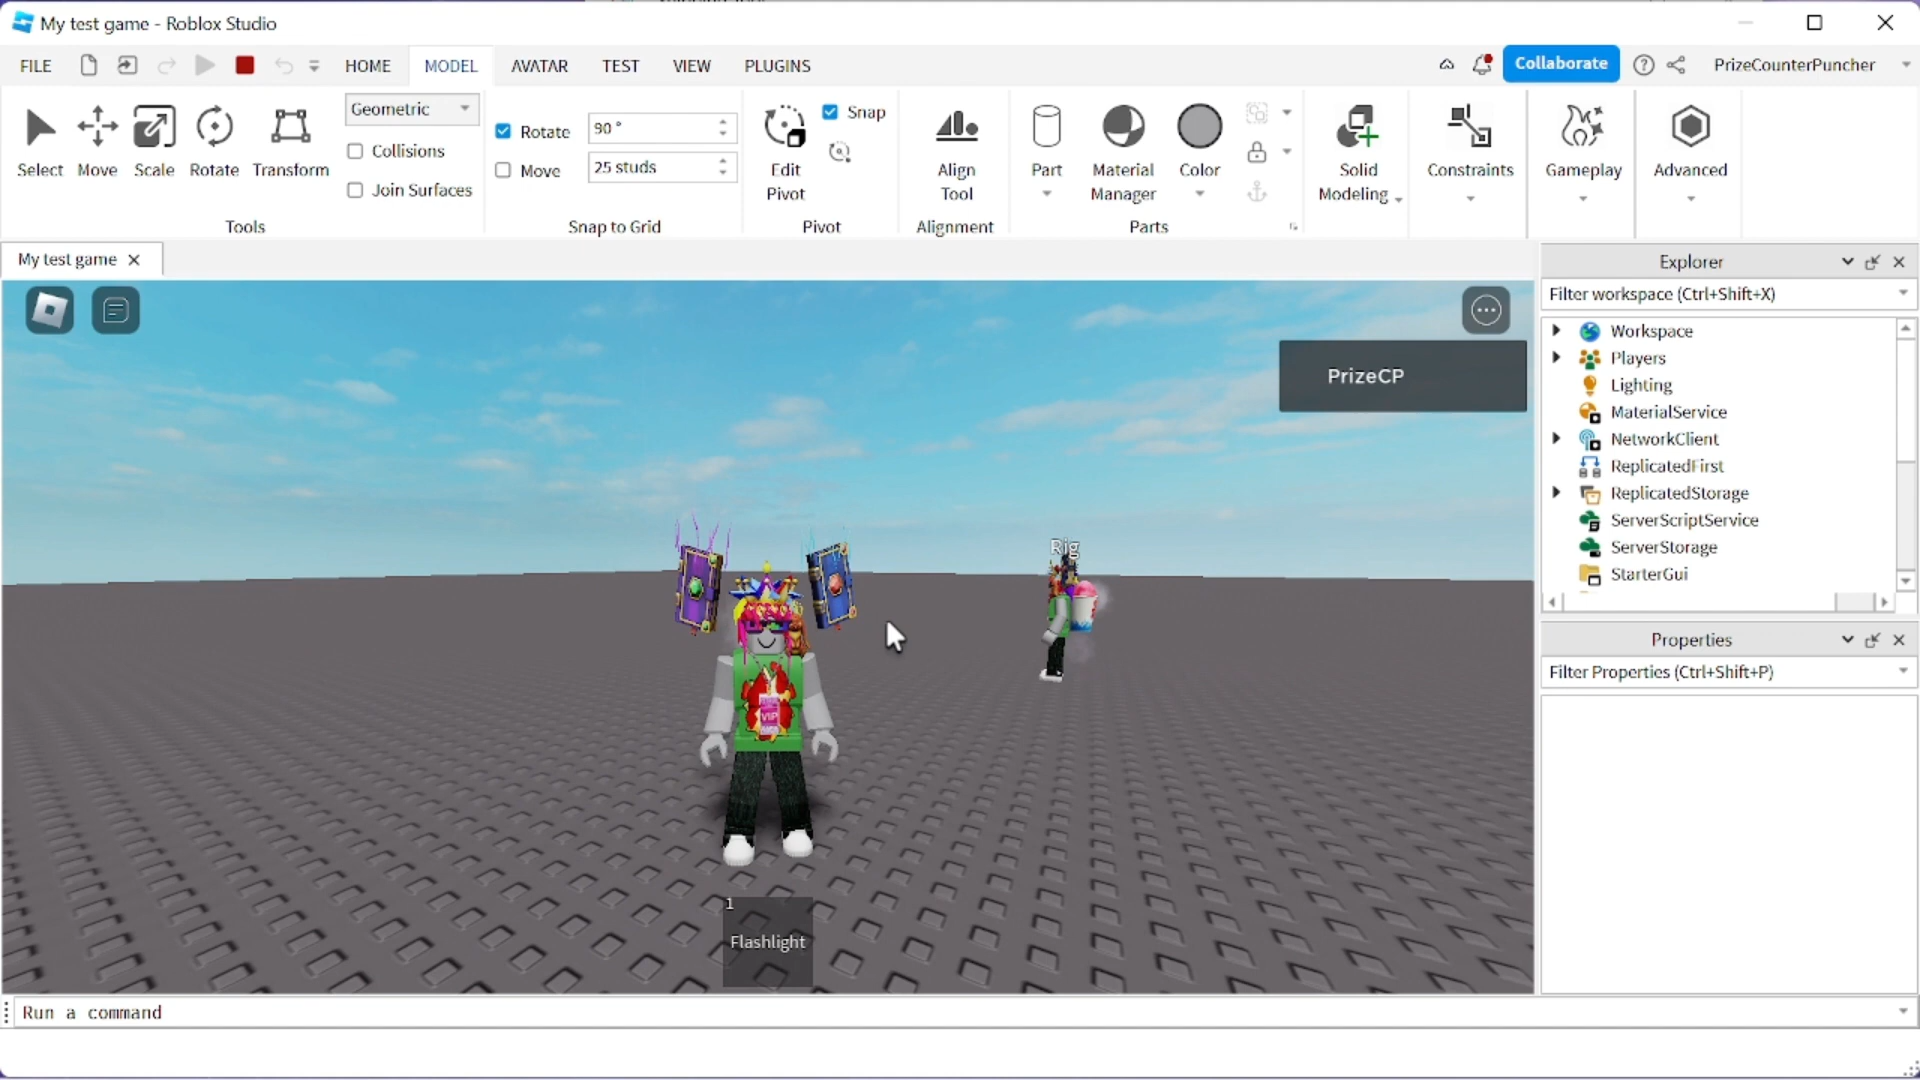 My test game - Roblox Studio
FILE HOME MODEL AVATAR TEST VIEW PLUGINS Collaborate PrizeCounterPuncher
Select Move Scale Rotate Transform
Geometric
Collisions
Join Surfaces
Tools
Rotate 90 °
Move 25 studs
Snap to Grid
Edit
Pivot
Snap
Pivot
Align
Tool
Alignment
Part
Material
Manager
Color
Parts
Solid
Modeling
Constraints
Gameplay
Advanced
My test game
PrizeCP
Rig
VIP
1
Flashlight
Explorer
Filter workspace (Ctrl+Shift+X)
Workspace
Players
Lighting
MaterialService
NetworkClient
ReplicatedFirst
ReplicatedStorage
ServerScriptService
ServerStorage
StarterGui
Properties
Filter Properties (Ctrl+Shift+P)
Run a command